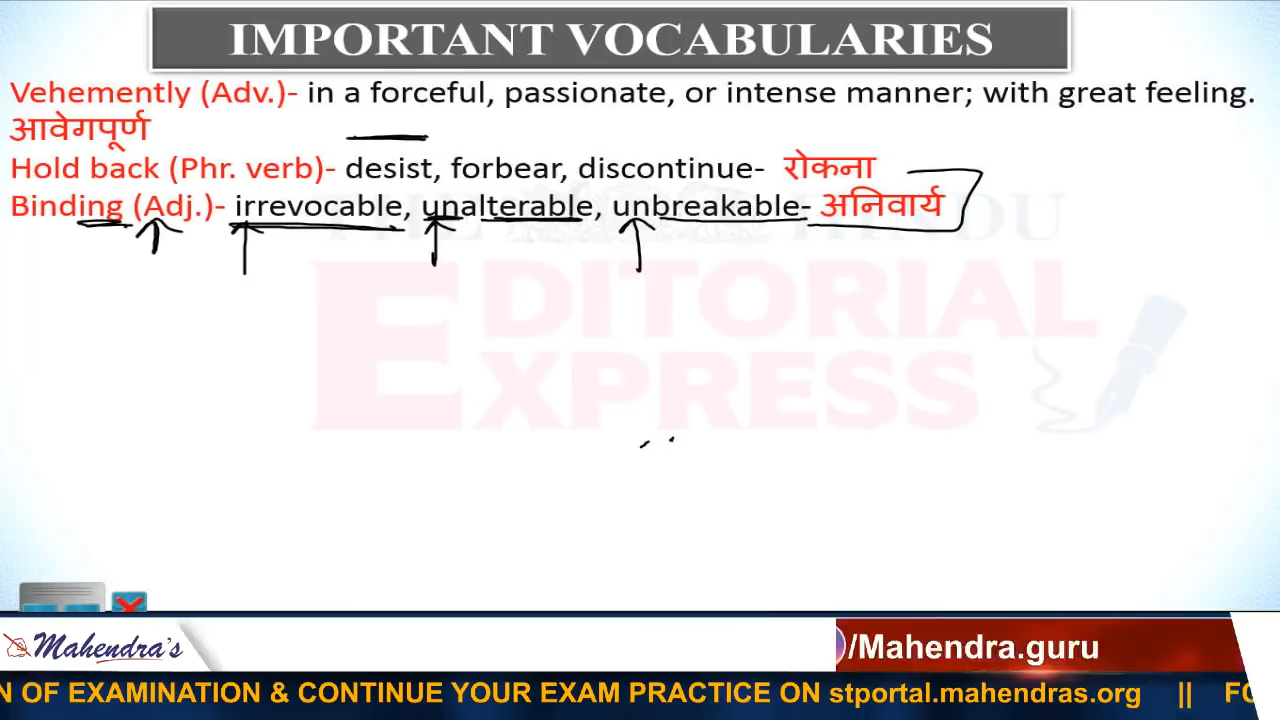 IMPORTANT VOCABULARIES
Vehemently (Adv.)- in a forceful, passionate, or intense manner; with great feeling.
आवेगपूर्ण
Hold back (Phr. verb)- desist, forbear, discontinue- रोकना
Binding (Adj.)- irrevocable, unalterable, unbreakable- अनिवार्य
THE HINDU
EDITORIAL
EXPRESS
Mahendra's
/Mahendra.guru
N OF EXAMINATION & CONTINUE YOUR EXAM PRACTICE ON stportal.mahendras.org || FO